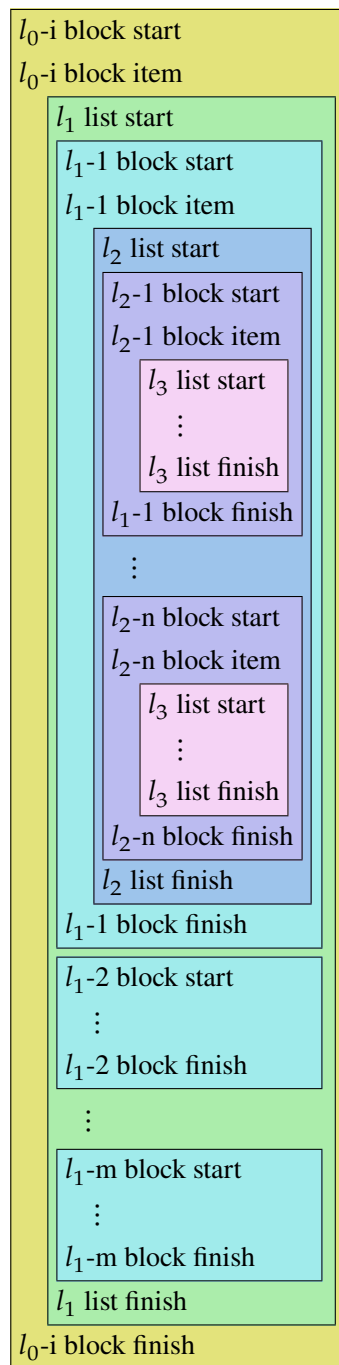 l₀-i block start
l₀-i block item
l₁ list start
l₁-1 block start
l₁-1 block item
l₂ list start
l₂-1 block start
l₂-1 block item
l₃ list start
⋮
l₃ list finish
l₁-1 block finish
⋮
l₂-n block start
l₂-n block item
l₃ list start
⋮
l₃ list finish
l₂-n block finish
l₂ list finish
l₁-1 block finish
l₁-2 block start
⋮
l₁-2 block finish
⋮
l₁-m block start
⋮
l₁-m block finish
l₁ list finish
l₀-i block finish